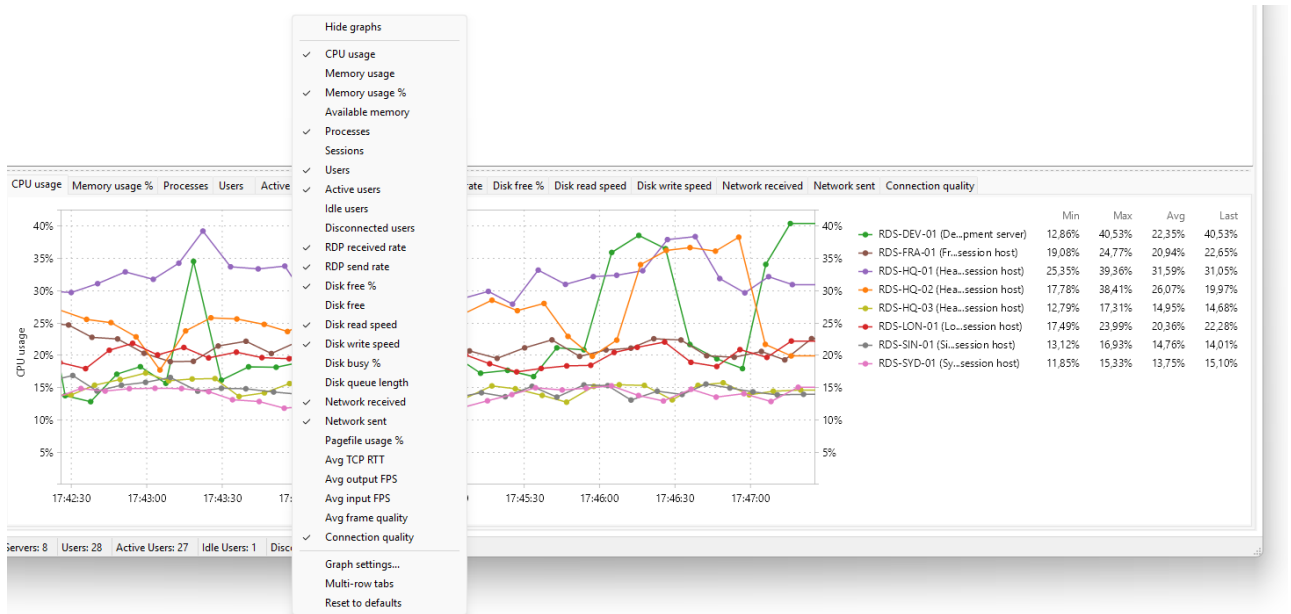 Hide graphs
CPU usage
Memory usage
Memory usage %
Available memory
Processes
Sessions
Users
Active users
Idle users
Disconnected users
RDP received rate
RDP send rate
Disk free %
Disk free
Disk read speed
Disk write speed
Disk busy %
Disk queue length
Network received
Network sent
Pagefile usage %
Avg TCP RTT
Avg output FPS
Avg input FPS
Avg frame quality
Connection quality
Graph settings...
Multi-row tabs
Reset to defaults
CPU usage Memory usage % Processes Users Active rate Disk free % Disk read speed Disk write speed Network received Network sent Connection quality
CPU usage
40%
35%
30%
25%
20%
15%
10%
5%
17:42:30 17:43:00 17:43:30 17: 0 17:45:30 17:46:00 17:46:30 17:47:00
40%
35%
30%
25%
20%
15%
10%
5%
Min Max Avg Last
RDS-DEV-01 (De...pment server) 12,86% 40,53% 22,35% 40,53%
RDS-FRA-01 (Fr...session host) 19,08% 24,77% 20,94% 22,65%
RDS-HQ-01 (Hea...session host) 25,35% 39,36% 31,59% 31,05%
RDS-HQ-02 (Hea...session host) 17,78% 38,41% 26,07% 19,97%
RDS-HQ-03 (Hea...session host) 12,79% 17,31% 14,95% 14,68%
RDS-LON-01 (Lo...session host) 17,49% 23,99% 20,36% 22,28%
RDS-SIN-01 (Si...session host) 13,12% 16,93% 14,76% 14,01%
RDS-SYD-01 (Sy...session host) 11,85% 15,33% 13,75% 15,10%
Servers: 8 Users: 28 Active Users: 27 Idle Users: 1 Disc